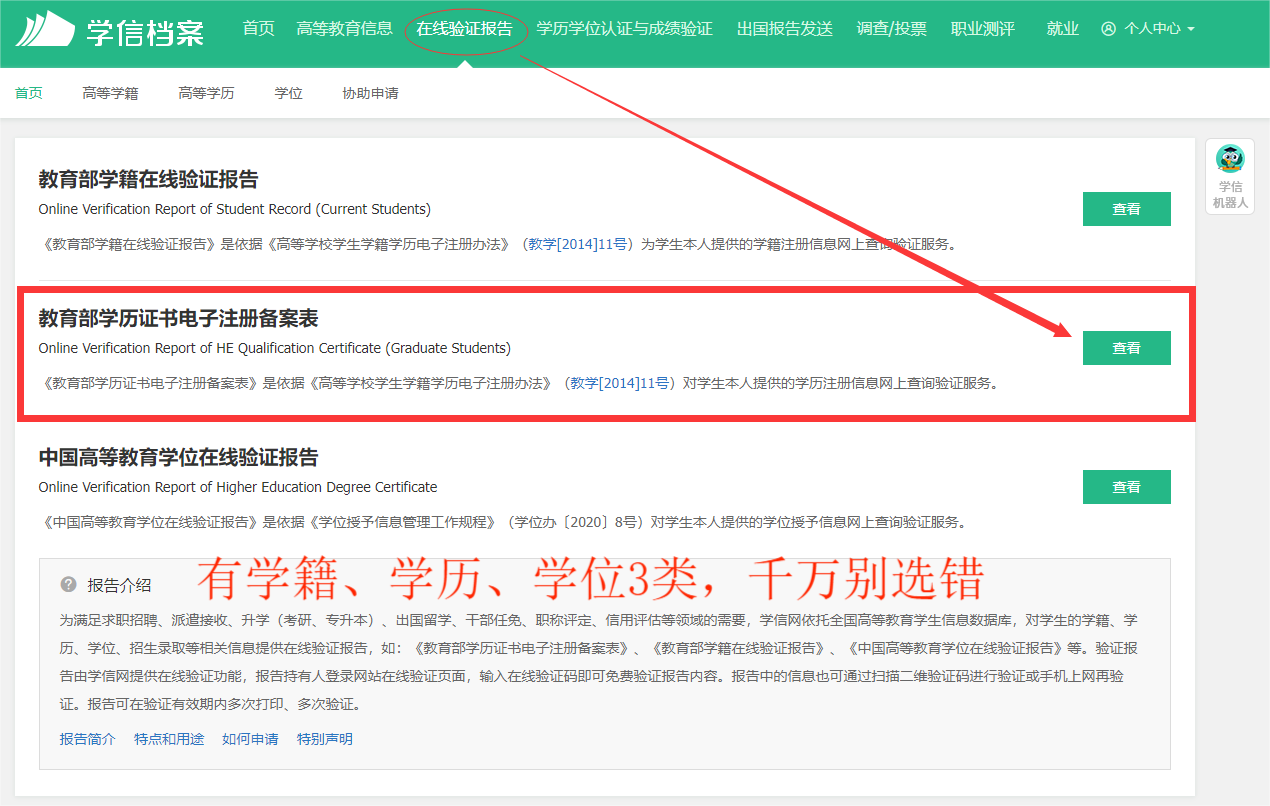 学信档案
首页 高等教育信息 在线验证报告 学历学位认证与成绩验证 出国报告发送 调查/投票 职业测评 就业 个人中心
首页 高等学籍 高等学历 学位 协助申请
教育部学籍在线验证报告
Online Verification Report of Student Record (Current Students)
查看
《教育部学籍在线验证报告》是依据《高等学校学生学籍学历电子注册办法》（教学[2014]11号）为学生本人提供的学籍注册信息网上查询验证服务。
学信
机器人
教育部学历证书电子注册备案表
Online Verification Report of HE Qualification Certificate (Graduate Students)
查看
《教育部学历证书电子注册备案表》是依据《高等学校学生学籍学历电子注册办法》（教学[2014]11号）对学生本人提供的学历注册信息网上查询验证服务。
中国高等教育学位在线验证报告
Online Verification Report of Higher Education Degree Certificate
查看
《中国高等教育学位在线验证报告》是依据《学位授予信息管理工作规程》（学位办〔2020〕8号）对学生本人提供的学位授予信息网上查询验证服务。
有学籍、学历、学位3类，千万别选错
? 报告介绍
为满足求职招聘、派遣接收、升学（考研、专升本）、出国留学、干部任免、职称评定、信用评估等领域的需要，学信网依托全国高等教育学生信息数据库，对学生的学籍、学
历、学位、招生录取等相关信息提供在线验证报告，如：《教育部学历证书电子注册备案表》、《教育部学籍在线验证报告》、《中国高等教育学位在线验证报告》等。验证报
告由学信网提供在线验证功能，报告持有人登录网站在线验证页面，输入在线验证码即可免费验证报告内容。报告中的信息也可通过扫描二维验证码进行验证或手机上网再验
证。报告可在验证有效期内多次打印、多次验证。
报告简介 特点和用途 如何申请 特别声明